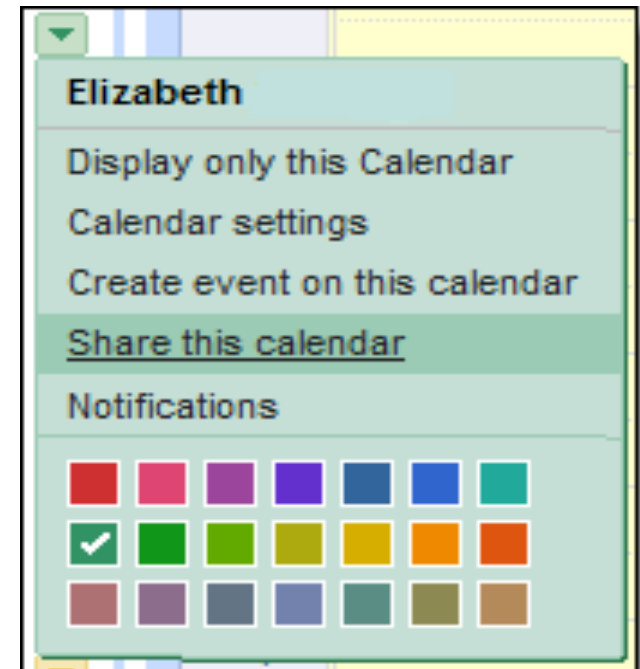 Elizabeth
Display only this Calendar
Calendar settings
Create event on this calendar
Share this calendar
Notifications